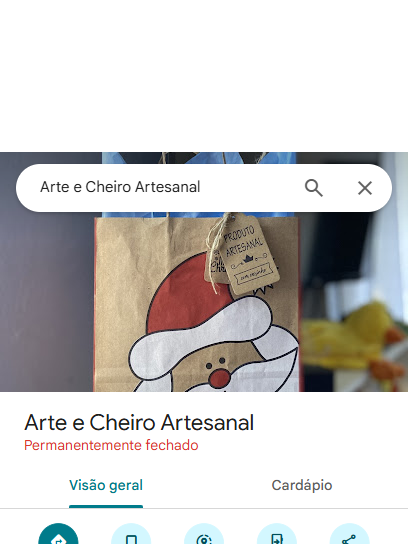 Arte e Cheiro Artesanal
PRODUTO
ARTESANAL
Arte e Cheiro Artesanal
Permanentemente fechado
Visão geral
Cardápio